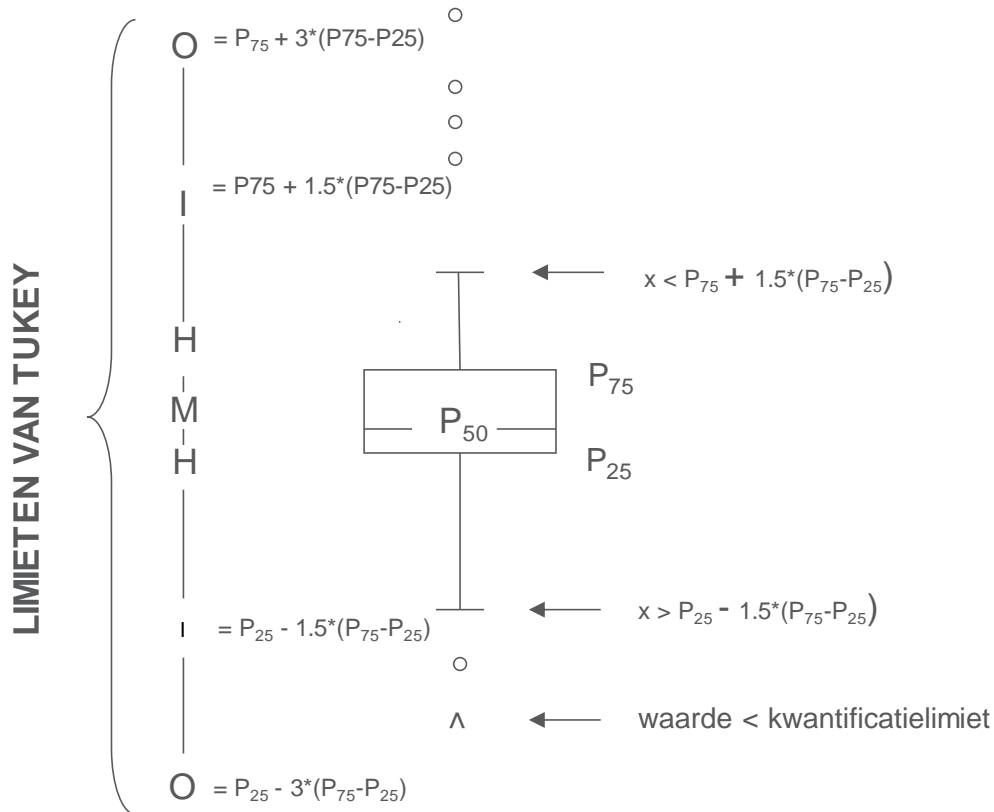 LIMIETEN VAN TUKEY
O = P₇₅ + 3*(P75-P25)
I = P75 + 1.5*(P75-P25)
H
M
H
I = P₂₅ - 1.5*(P₇₅-P₂₅)
O = P₂₅ - 3*(P₇₅-P₂₅)
x < P₇₅ + 1.5*(P₇₅-P₂₅)
P₇₅
P₅₀
P₂₅
x > P₂₅ - 1.5*(P₇₅-P₂₅)
^ waarde < kwantificatielimiet